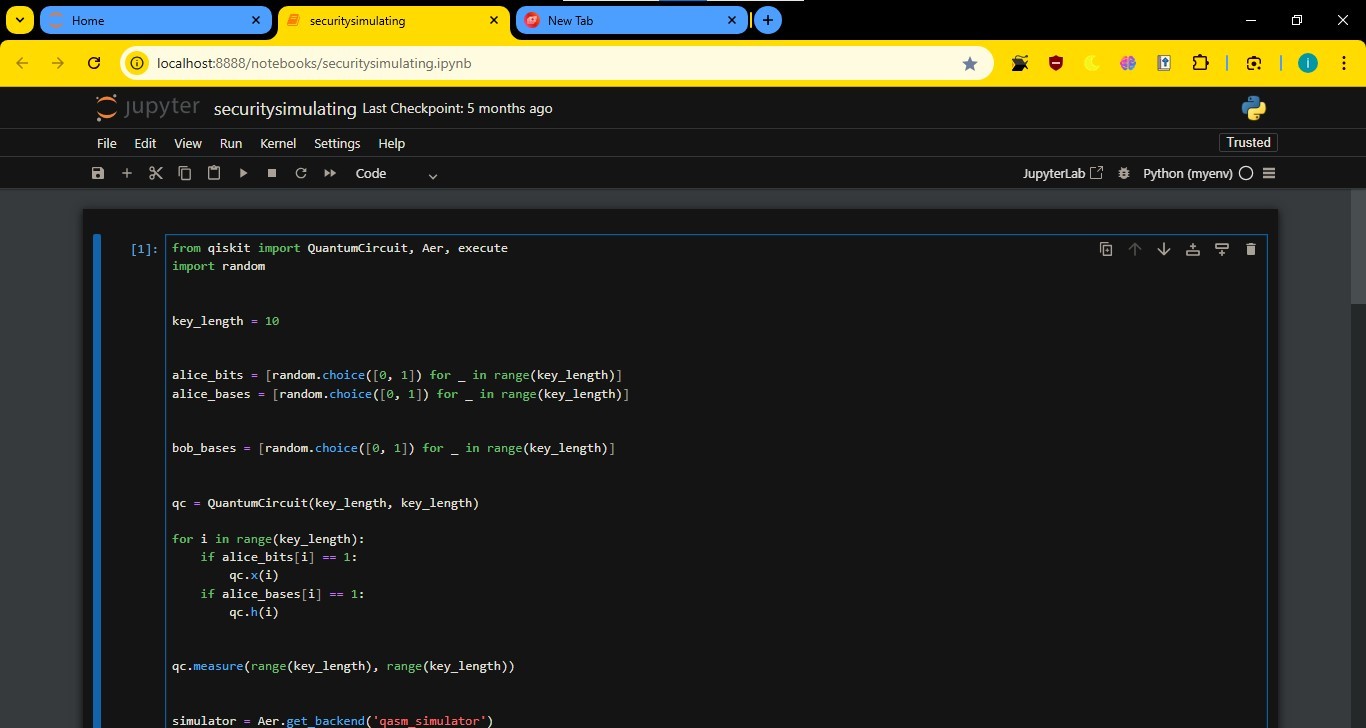 Home
securitysimulating
New Tab
localhost:8888/notebooks/securitysimulating.ipynb
i
jupyter securitysimulating Last Checkpoint: 5 months ago
File Edit View Run Kernel Settings Help
Trusted
Code
JupyterLab
Python (myenv)
[1]:
from qiskit import QuantumCircuit, Aer, execute
import random
key_length = 10
alice_bits = [random.choice([0, 1]) for _ in range(key_length)]
alice_bases = [random.choice([0, 1]) for _ in range(key_length)]
bob_bases = [random.choice([0, 1]) for _ in range(key_length)]
qc = QuantumCircuit(key_length, key_length)
for i in range(key_length):
    if alice_bits[i] == 1:
        qc.x(i)
    if alice_bases[i] == 1:
        qc.h(i)
qc.measure(range(key_length), range(key_length))
simulator = Aer.get_backend('qasm_simulator')